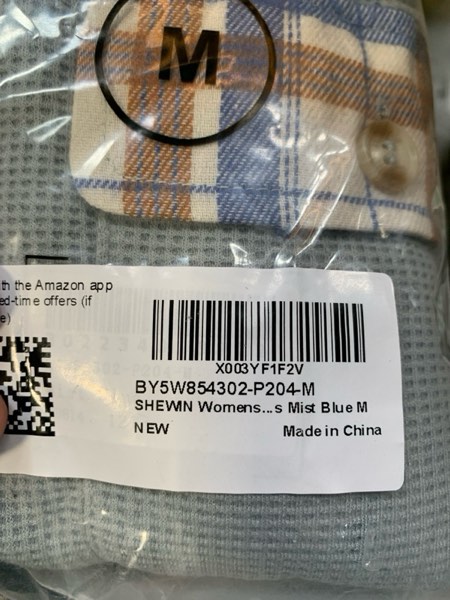 M
th the Amazon app
ed-time offers (if
e)
X003YF1F2V
BY5W854302-P204-M
SHEWIN Womens...s Mist Blue M
NEW
Made in China